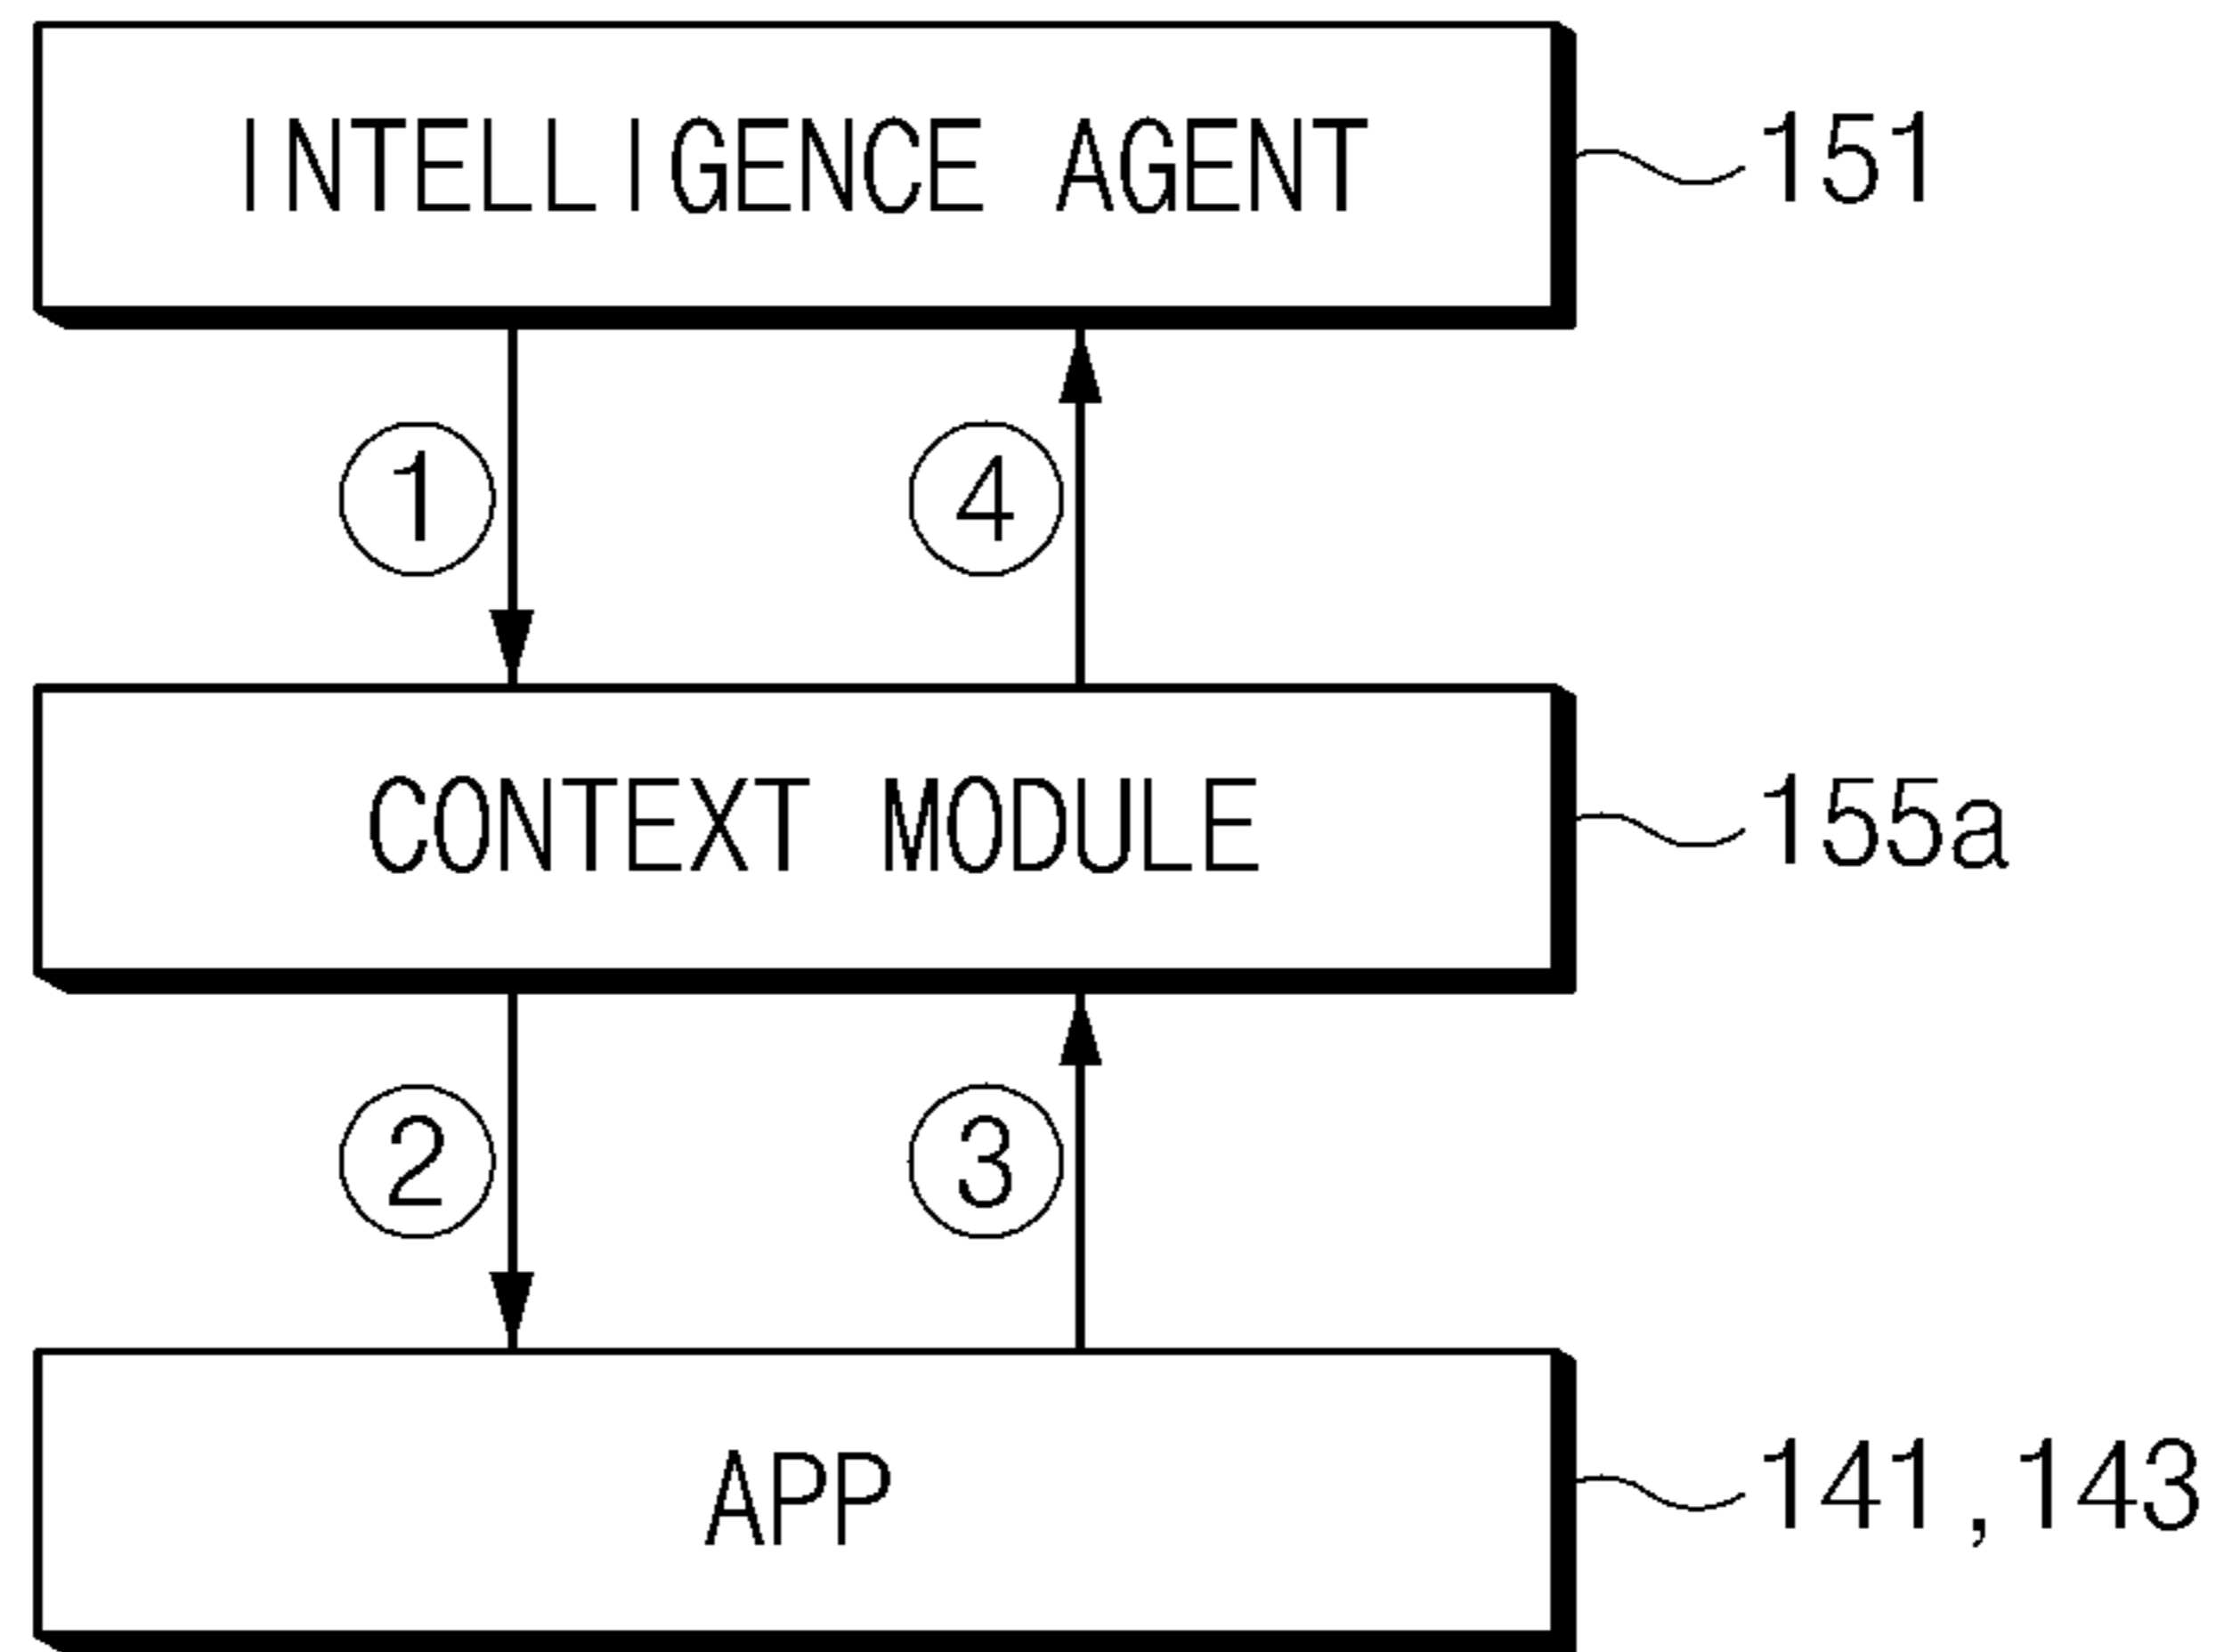 INTELLIGENCE AGENT 151
1 4
CONTEXT MODULE 155a
2 3
APP 141,143